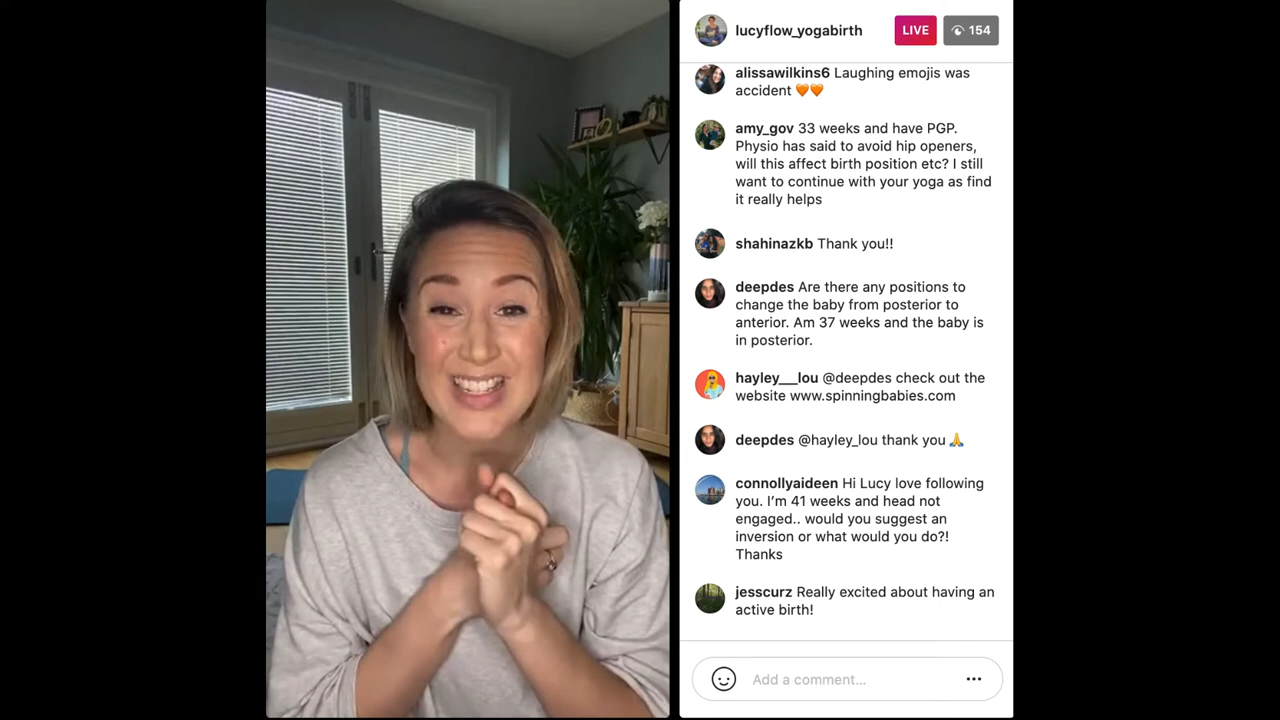 lucyflow_yogabirth LIVE 154
alissawilkins6 Laughing emojis was
accident 🧡🧡
amy_gov 33 weeks and have PGP.
Physio has said to avoid hip openers,
will this affect birth position etc? I still
want to continue with your yoga as find
it really helps
shahinazkb Thank you!!
deepdes Are there any positions to
change the baby from posterior to
anterior. Am 37 weeks and the baby is
in posterior.
hayley___lou @deepdes check out the
website www.spinningbabies.com
deepdes @hayley_lou thank you 🙏
connollyaideen Hi Lucy love following
you. I’m 41 weeks and head not
engaged.. would you suggest an
inversion or what would you do?!
Thanks
jesscurz Really excited about having an
active birth!
Add a comment...